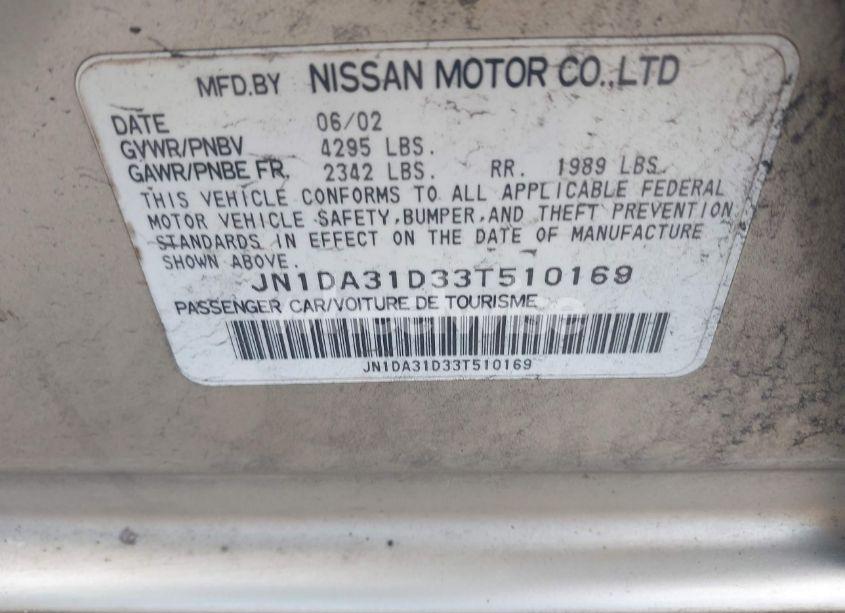 MFD.BY NISSAN MOTOR CO.,LTD
DATE 06/02
GVWR/PNBV 4295 LBS.
GAWR/PNBE FR. 2342 LBS. RR. 1989 LBS.
THIS VEHICLE CONFORMS TO ALL APPLICABLE FEDERAL
MOTOR VEHICLE SAFETY,BUMPER,AND THEFT PREVENTION
STANDARDS IN EFFECT ON THE DATE OF MANUFACTURE
SHOWN ABOVE.
JN1DA31D33T510169
PASSENGER CAR/VOITURE DE TOURISME
JN1DA31D33T510169